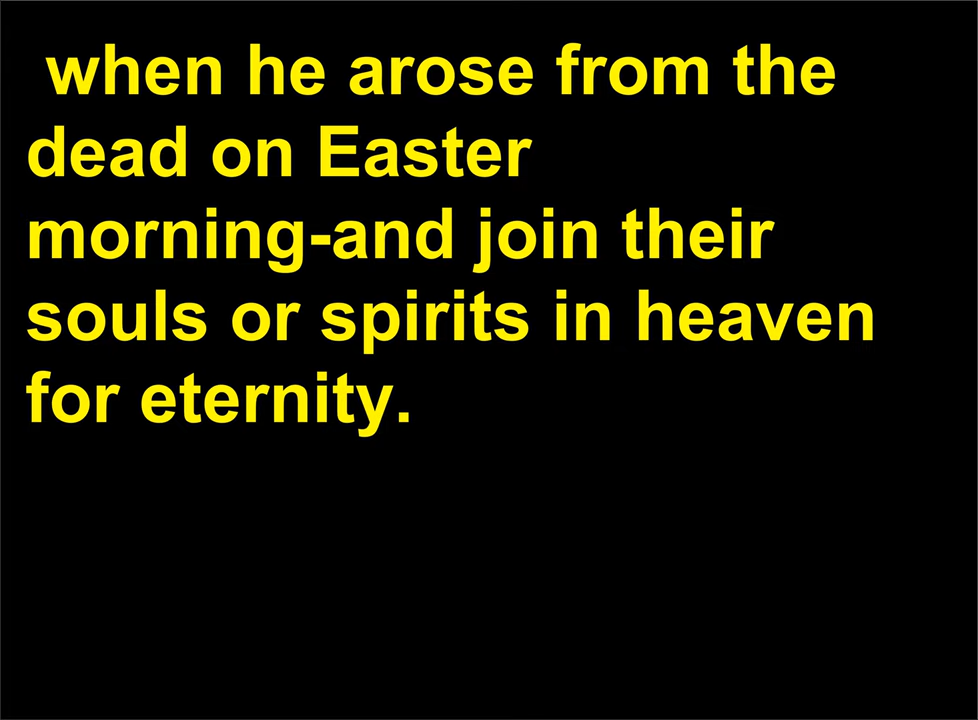 when he arose from the
dead on Easter
morning-and join their
souls or spirits in heaven
for eternity.